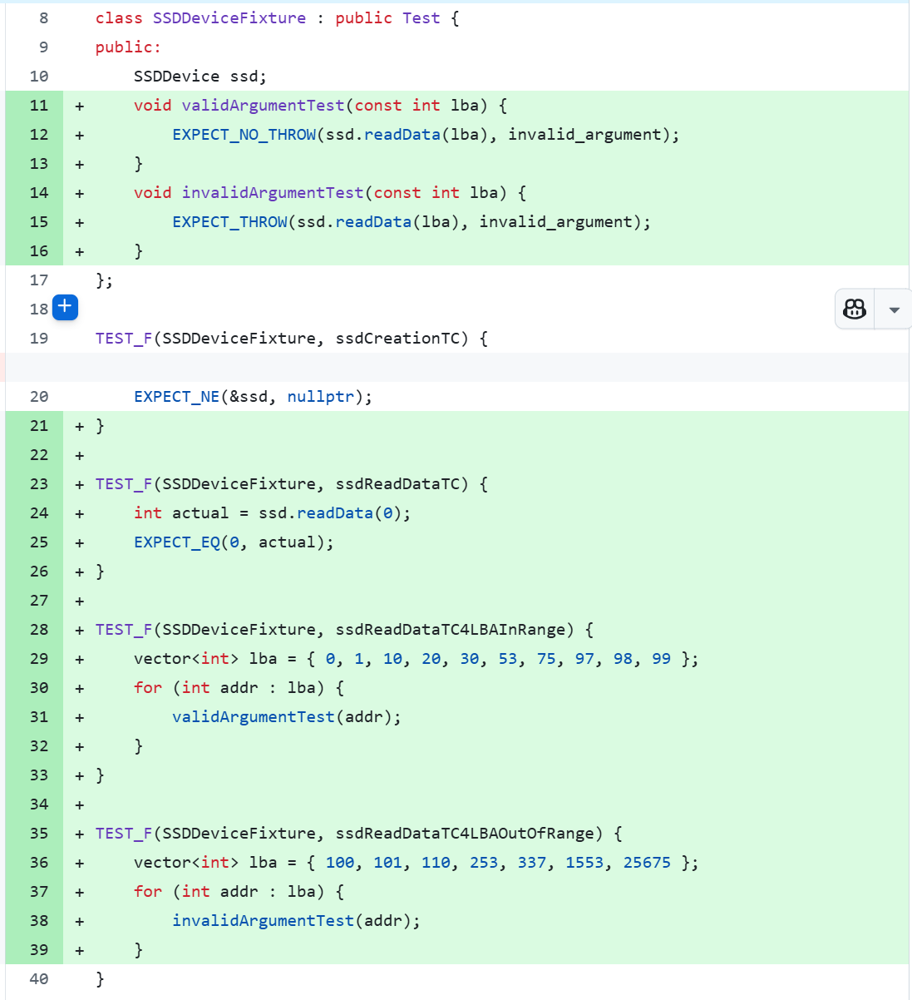 8 class SSDDeviceFixture : public Test {
9 public:
10     SSDDevice ssd;
11 +     void validArgumentTest(const int lba) {
12 +         EXPECT_NO_THROW(ssd.readData(lba), invalid_argument);
13 +     }
14 +     void invalidArgumentTest(const int lba) {
15 +         EXPECT_THROW(ssd.readData(lba), invalid_argument);
16 +     }
17 };
18 +
19 TEST_F(SSDDeviceFixture, ssdCreationTC) {
20     EXPECT_NE(&ssd, nullptr);
21 + }
22 +
23 + TEST_F(SSDDeviceFixture, ssdReadDataTC) {
24 +     int actual = ssd.readData(0);
25 +     EXPECT_EQ(0, actual);
26 + }
27 +
28 + TEST_F(SSDDeviceFixture, ssdReadDataTC4LBAInRange) {
29 +     vector<int> lba = { 0, 1, 10, 20, 30, 53, 75, 97, 98, 99 };
30 +     for (int addr : lba) {
31 +         validArgumentTest(addr);
32 +     }
33 + }
34 +
35 + TEST_F(SSDDeviceFixture, ssdReadDataTC4LBAOutOfRange) {
36 +     vector<int> lba = { 100, 101, 110, 253, 337, 1553, 25675 };
37 +     for (int addr : lba) {
38 +         invalidArgumentTest(addr);
39 +     }
40 }